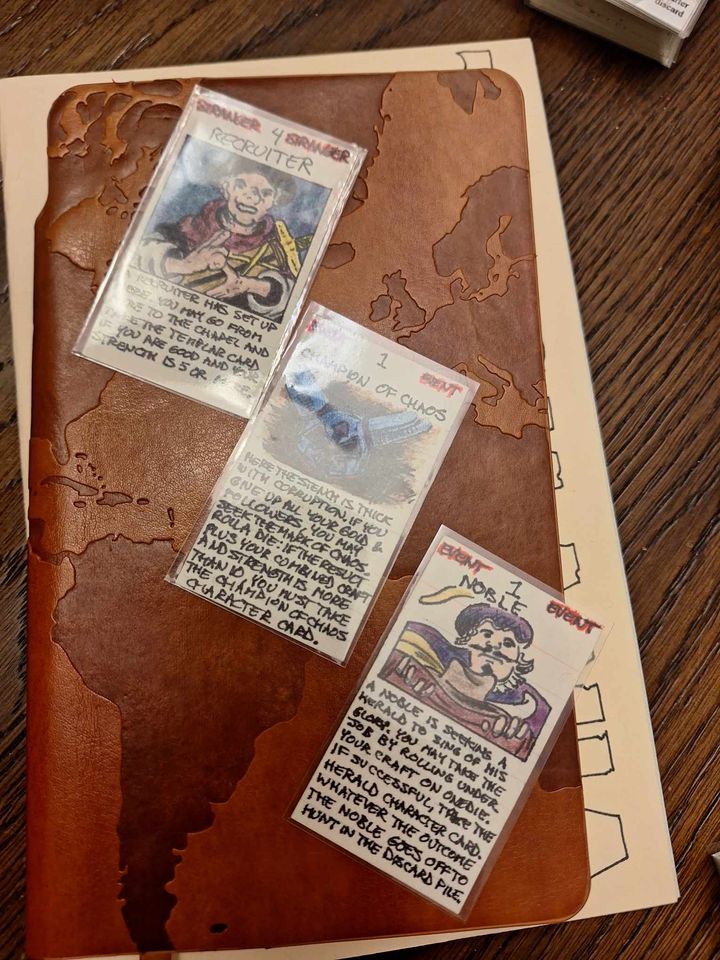 discard
STRANGER 4 STRANGER
RECRUITER
A RECRUITER HAS SET UP
HERE. YOU MAY GO FROM
HERE TO THE CHAPEL AND
TAKE THE TEMPLAR CARD
IF YOU ARE GOOD AND YOUR
STRENGTH IS 5 OR MORE.
EVENT 1 EVENT
CHAMPION OF CHAOS
HERE THE STENCH IS THICK
WITH CORRUPTION. IF YOU
GIVE UP ALL YOUR GOLD &
FOLLOWERS, YOU MAY
SEEK THE MARK OF CHAOS.
ROLL A DIE. IF THE RESULT
PLUS YOUR COMBINED CRAFT
AND STRENGTH IS MORE
THAN 10, YOU MUST TAKE
THE CHAMPION OF CHAOS
CHARACTER CARD.
EVENT 1 EVENT
NOBLE
A NOBLE IS SEEKING A
HERALD TO SING OF HIS
GLORY. YOU MAY TAKE THE
JOB BY ROLLING UNDER
YOUR CRAFT ON ONE DIE.
IF SUCCESSFUL, TAKE THE
HERALD CHARACTER CARD.
WHATEVER THE OUTCOME
THE NOBLE GOES OFF TO
HUNT IN THE DISCARD PILE.